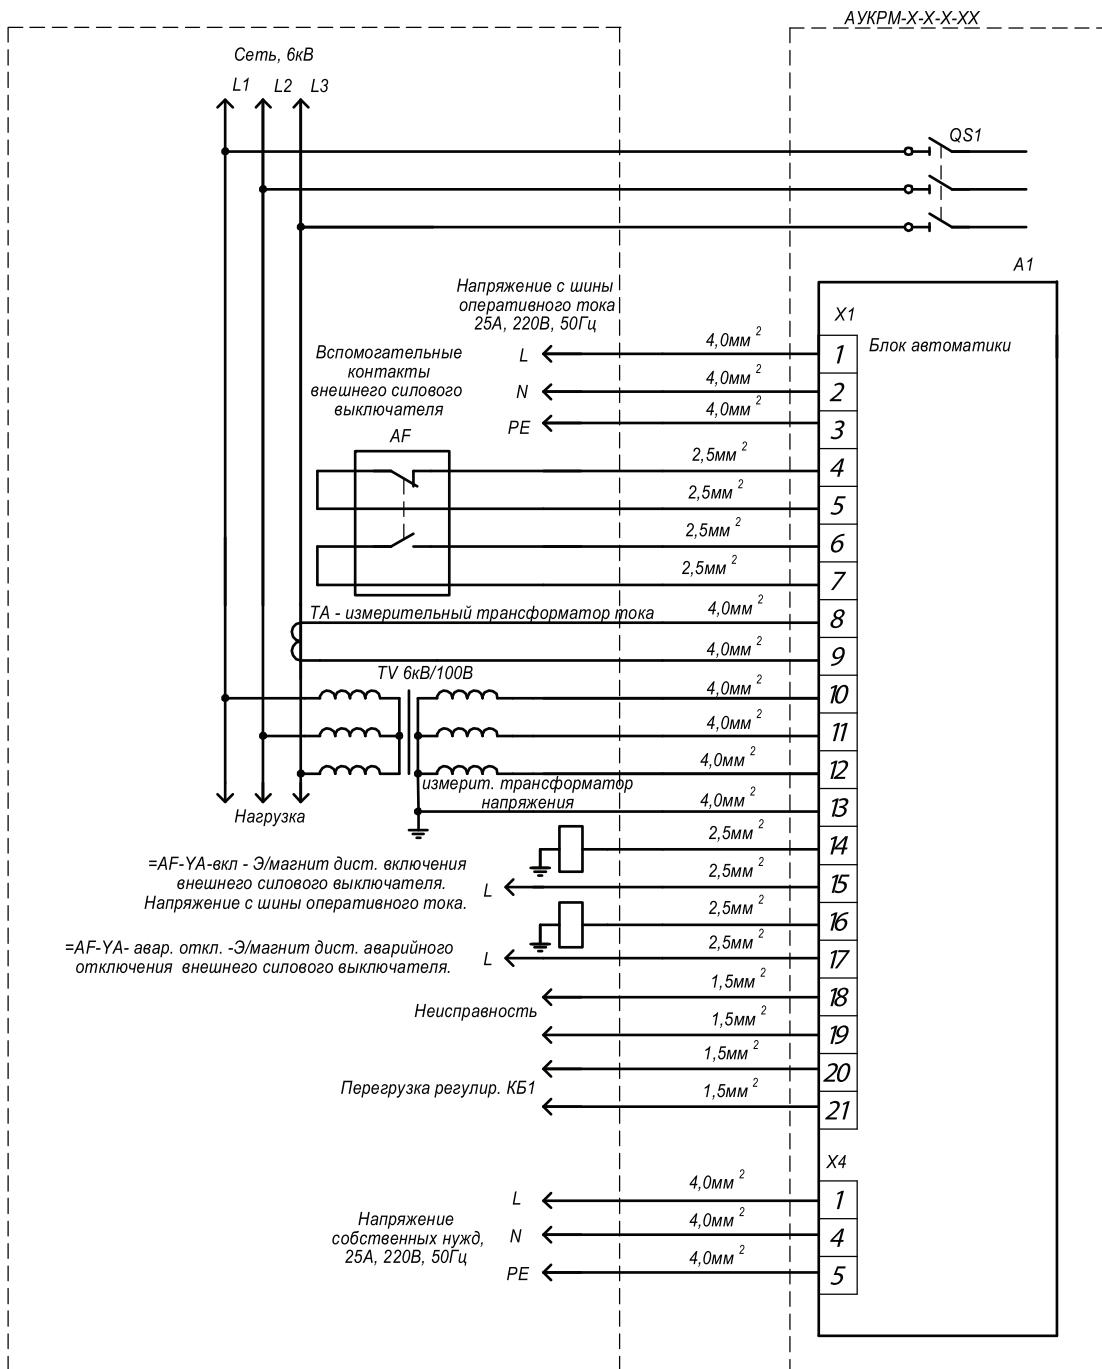 АУКРМ-Х-Х-Х-ХХ
Сеть, 6кВ
L1 L2 L3
QS1
A1
Напряжение с шины
оперативного тока
25А, 220В, 50Гц
X1
Блок автоматики
L 4,0мм 2 1
N 4,0мм 2 2
PE 4,0мм 2 3
Вспомогательные
контакты
внешнего силового
выключателя
AF
2,5мм 2 4
2,5мм 2 5
2,5мм 2 6
2,5мм 2 7
ТА - измерительный трансформатор тока 4,0мм 2 8
4,0мм 2 9
TV 6кВ/100В
4,0мм 2 10
4,0мм 2 11
4,0мм 2 12
измерит. трансформатор
напряжения
4,0мм 2 13
Нагрузка
2,5мм 2 14
=AF-YA-вкл - Э/магнит дист. включения
внешнего силового выключателя.
Напряжение с шины оперативного тока.
L 2,5мм 2 15
2,5мм 2 16
=AF-YA- авар. откл. -Э/магнит дист. аварийного
отключения внешнего силового выключателя.
L 2,5мм 2 17
1,5мм 2 18
Неисправность
1,5мм 2 19
1,5мм 2 20
Перегрузка регулир. КБ1
1,5мм 2 21
X4
L 4,0мм 2 1
Напряжение
собственных нужд,
25А, 220В, 50Гц
N 4,0мм 2 4
PE 4,0мм 2 5